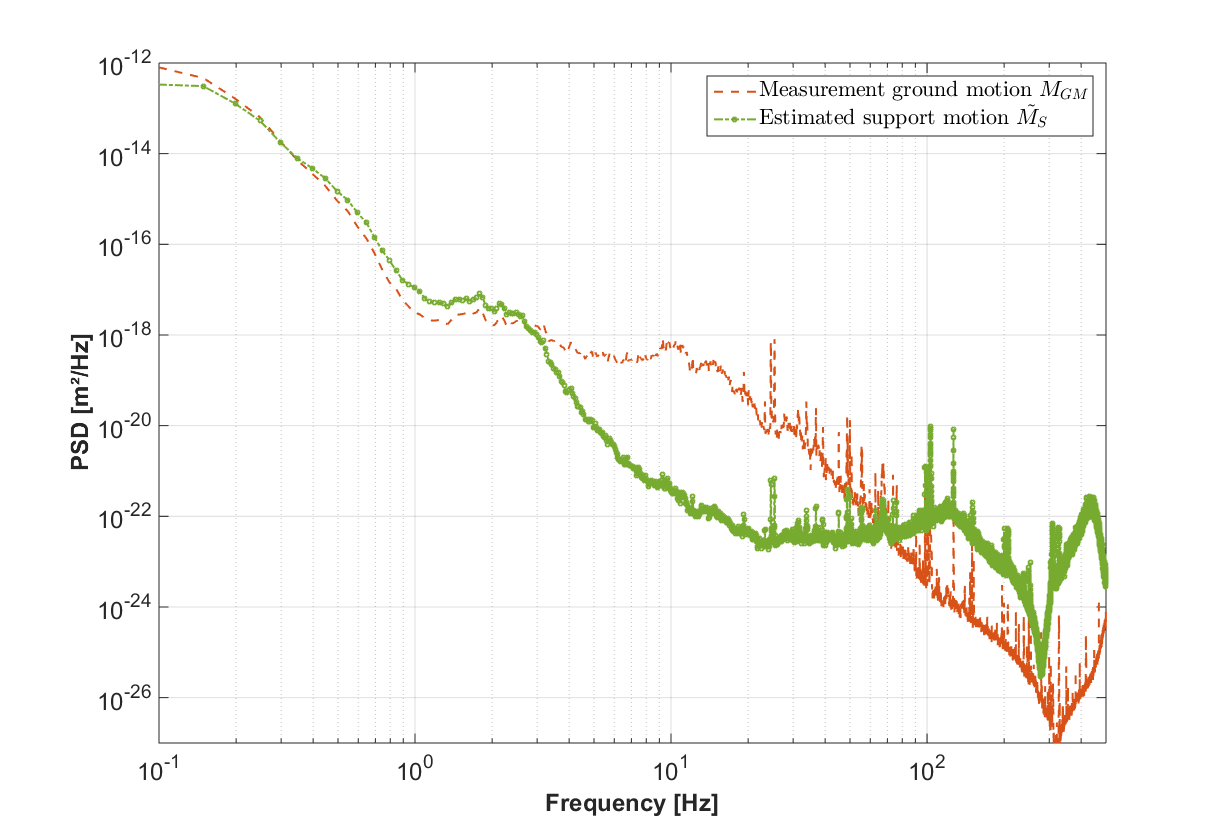 Measurement ground motion M_GM
Estimated support motion M̃_S
PSD [m²/Hz]
10^-12
10^-14
10^-16
10^-18
10^-20
10^-22
10^-24
10^-26
10^-1 10^0 10^1 10^2
Frequency [Hz]